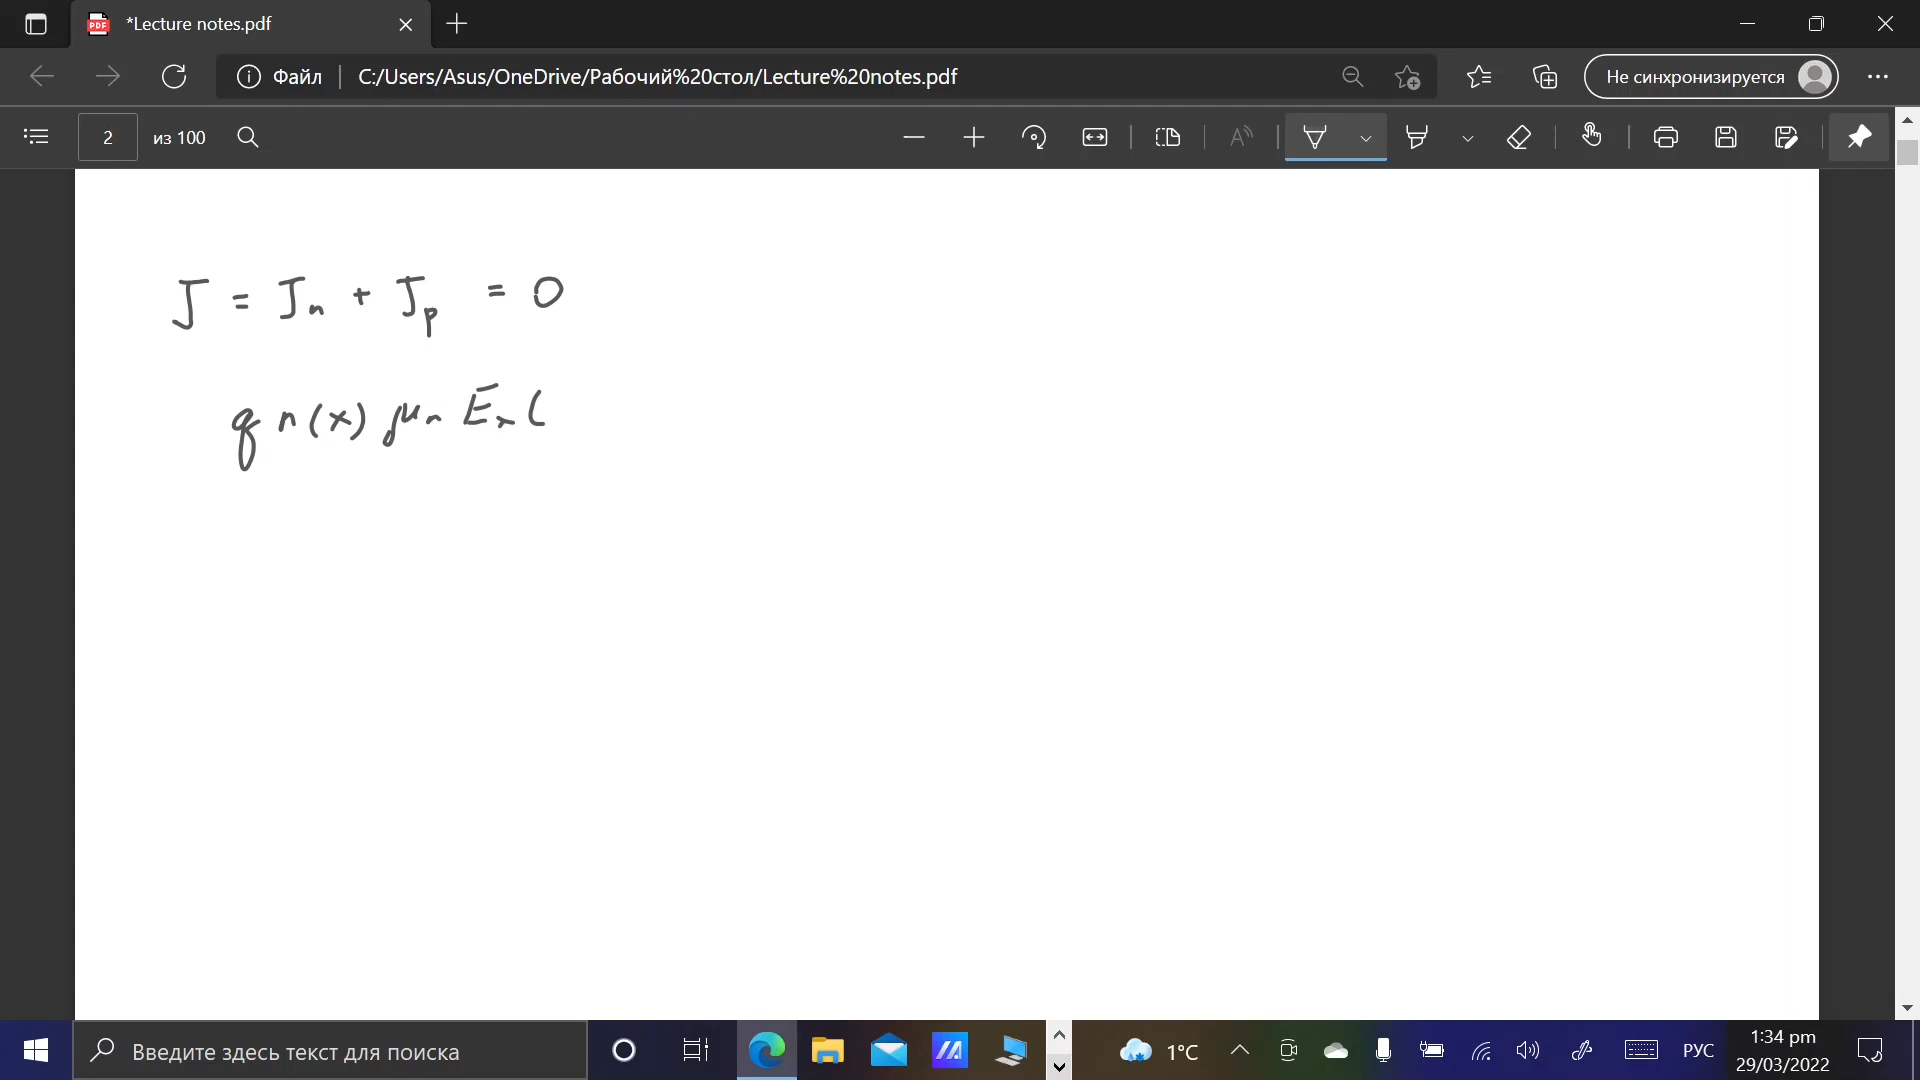 *Lecture notes.pdf
Файл
C:/Users/Asus/OneDrive/Рабочий%20стол/Lecture%20notes.pdf
Не синхронизируется
2
из 100
J = Jn + Jp = 0
q n(x) μn Ex (
Введите здесь текст для поиска
1°C
РУС
1:34 pm
29/03/2022